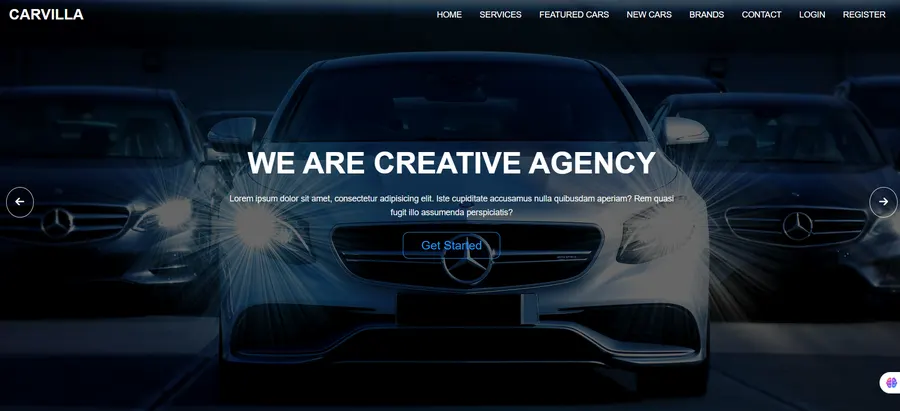 CARVILLA
HOME SERVICES FEATURED CARS NEW CARS BRANDS CONTACT LOGIN REGISTER
WE ARE CREATIVE AGENCY
Lorem ipsum dolor sit amet, consectetur adipisicing elit. Iste cupiditate accusamus nulla quibusdam aperiam? Rem quasi
fugit illo assumenda perspiciatis?
Get Started